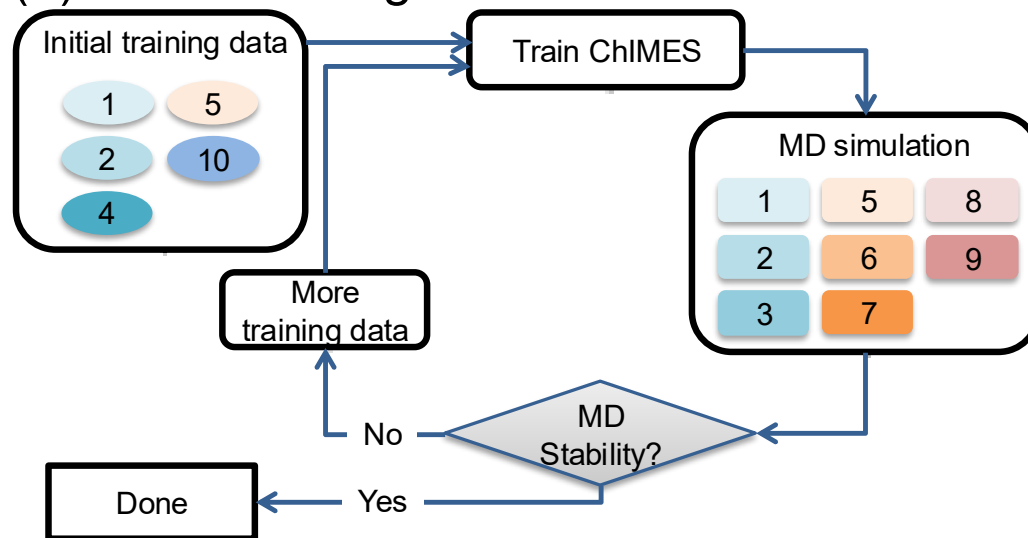 Initial training data
1 5
2 10
4
Train ChIMES
MD simulation
1 5 8
2 6 9
3 7
More
training data
MD
Stability?
No
Yes
Done